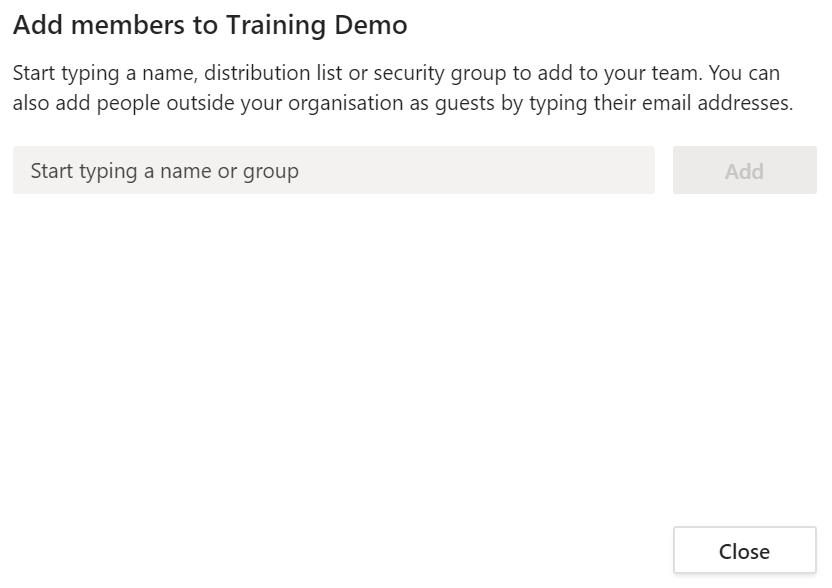 Add members to Training Demo
Start typing a name, distribution list or security group to add to your team. You can
also add people outside your organisation as guests by typing their email addresses.
Start typing a name or group
Add
Close